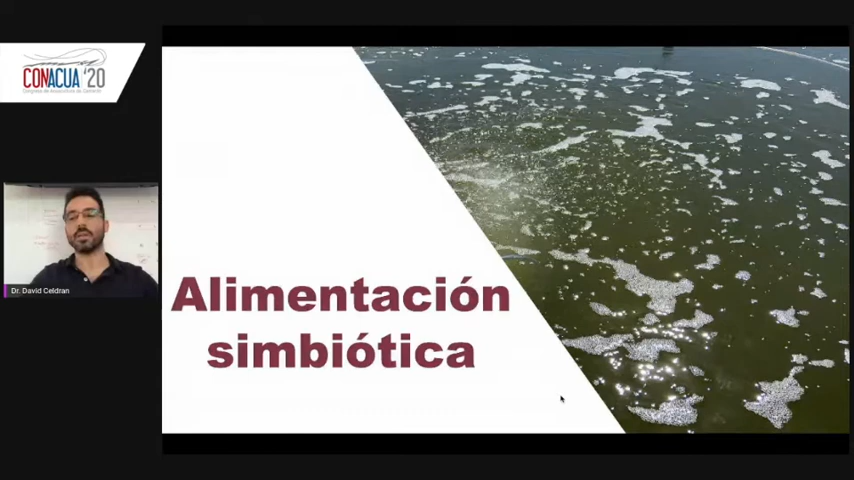 CONACUA '20
Dr. David Celdran
Alimentación
simbiótica